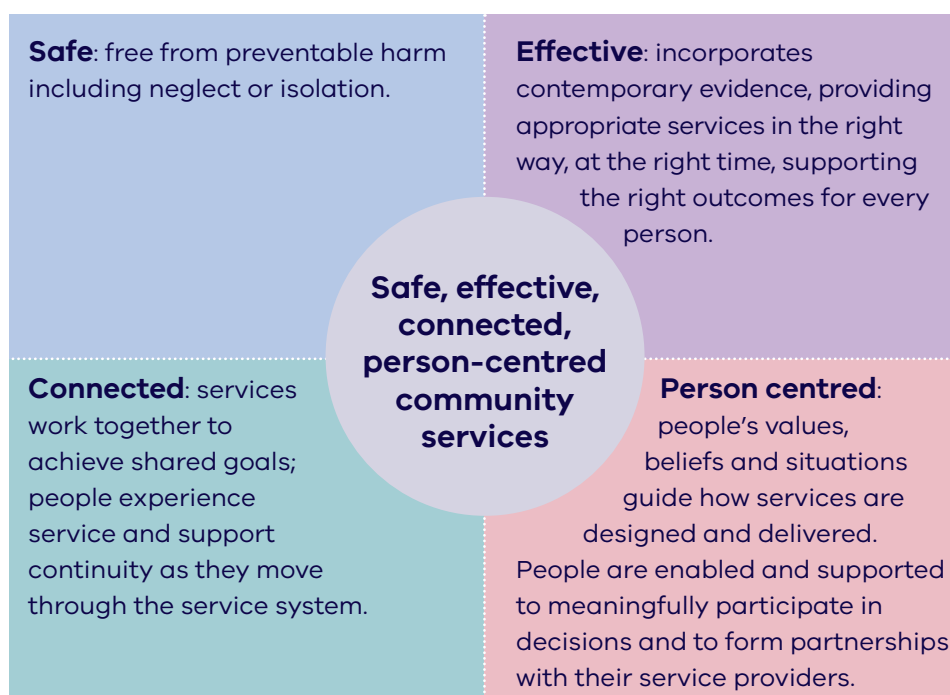 Safe: free from preventable harm
including neglect or isolation.
Effective: incorporates
contemporary evidence, providing
appropriate services in the right
way, at the right time, supporting
the right outcomes for every
person.
Safe, effective,
connected,
person-centred
community
services
Connected: services
work together to
achieve shared goals;
people experience
service and support
continuity as they move
through the service system.
Person centred:
people’s values,
beliefs and situations
guide how services are
designed and delivered.
People are enabled and supported
to meaningfully participate in
decisions and to form partnerships
with their service providers.